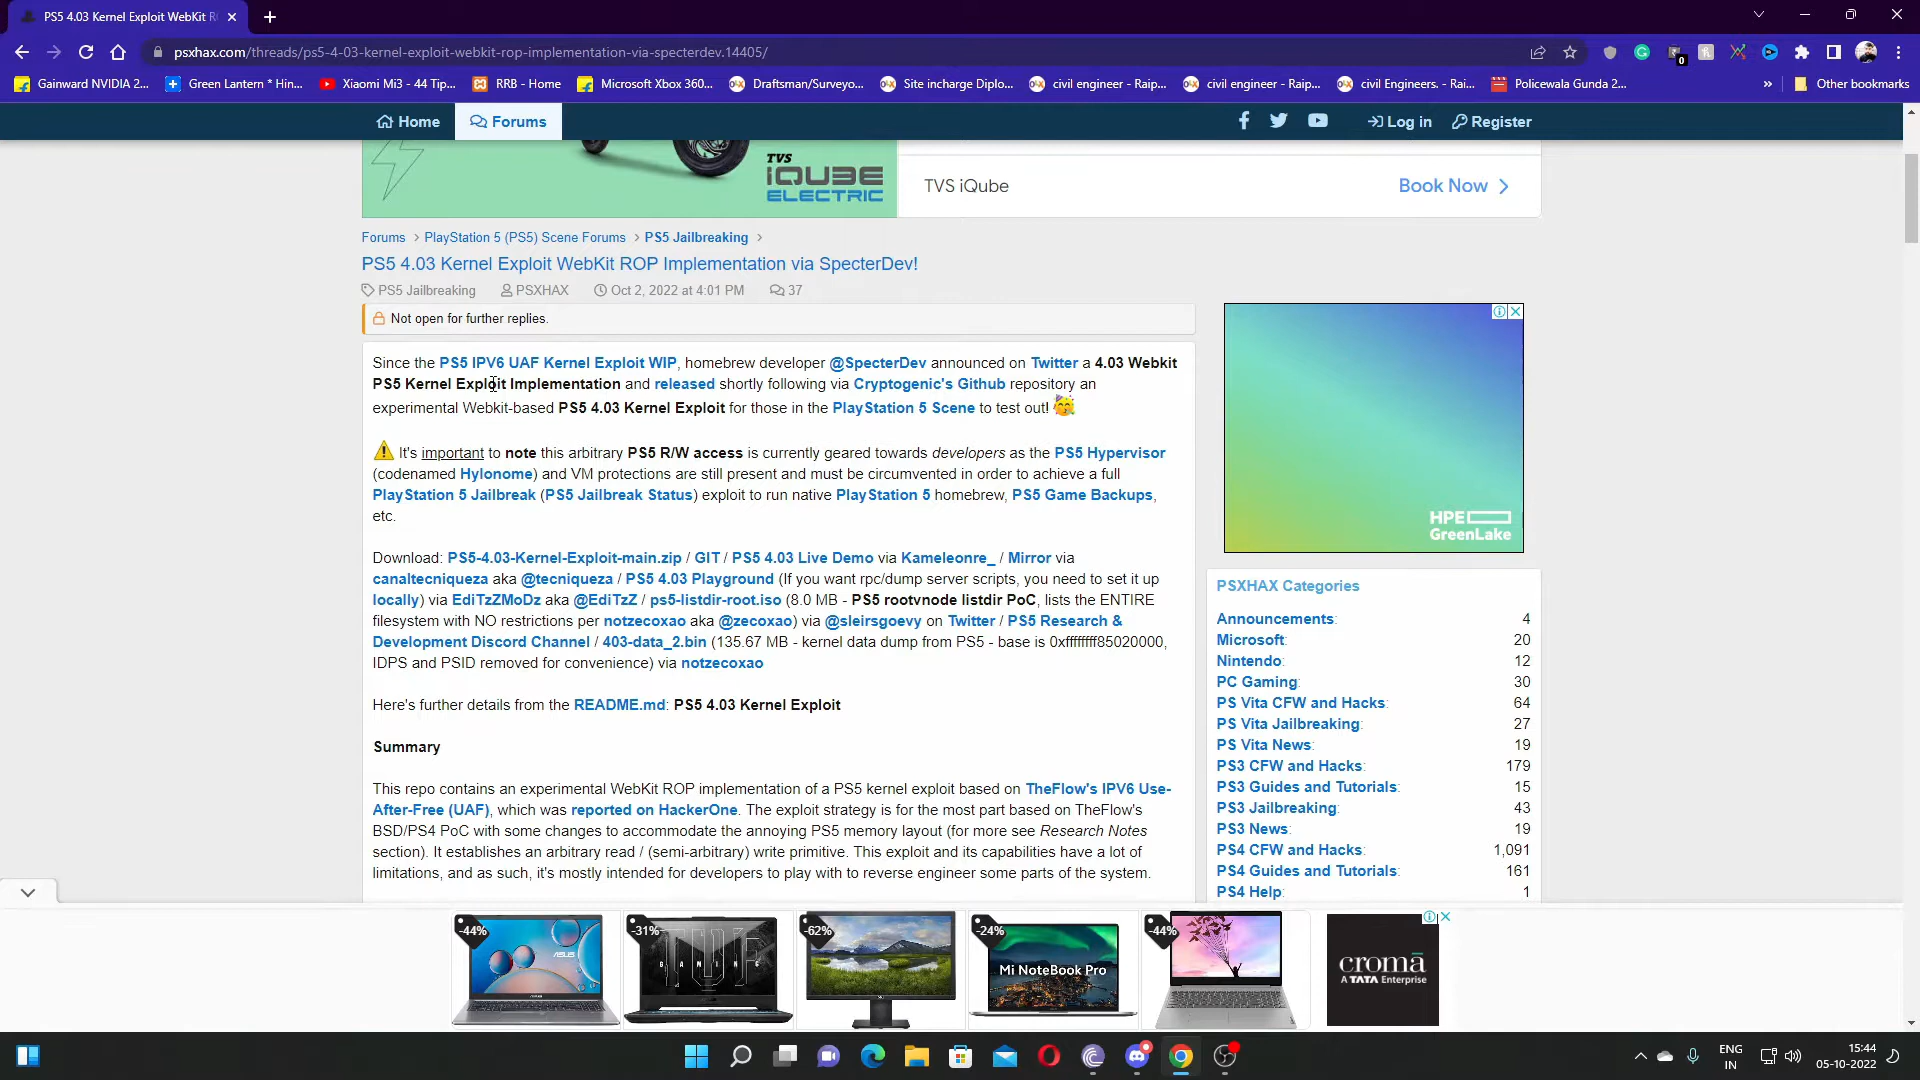 PS5 4.03 Kernel Exploit WebKit R
psxhax.com/threads/ps5-4-03-kernel-exploit-webkit-rop-implementation-via-specterdev.14405/
0
Gainward NVIDIA 2... Green Lantern * Hin... Xiaomi Mi3 - 44 Tip... RRB - Home Microsoft Xbox 360... Draftsman/Surveyo... Site incharge Diplo... civil engineer - Raip... civil engineer - Raip... civil Engineers. - Rai... Policewala Gunda 2... » Other bookmarks
Home Forums Log in Register
TVS
iQUBE
ELECTRIC
TVS iQube Book Now
Forums > PlayStation 5 (PS5) Scene Forums > PS5 Jailbreaking >
PS5 4.03 Kernel Exploit WebKit ROP Implementation via SpecterDev!
PS5 Jailbreaking PSXHAX Oct 2, 2022 at 4:01 PM 37
Not open for further replies.
Since the PS5 IPV6 UAF Kernel Exploit WIP, homebrew developer @SpecterDev announced on Twitter a 4.03 Webkit
PS5 Kernel Exploit Implementation and released shortly following via Cryptogenic's Github repository an
experimental Webkit-based PS5 4.03 Kernel Exploit for those in the PlayStation 5 Scene to test out!
It's important to note this arbitrary PS5 R/W access is currently geared towards developers as the PS5 Hypervisor
(codenamed Hylonome) and VM protections are still present and must be circumvented in order to achieve a full
PlayStation 5 Jailbreak (PS5 Jailbreak Status) exploit to run native PlayStation 5 homebrew, PS5 Game Backups,
etc.
Download: PS5-4.03-Kernel-Exploit-main.zip / GIT / PS5 4.03 Live Demo via Kameleonre_ / Mirror via
canaltecniqueza aka @tecniqueza / PS5 4.03 Playground (If you want rpc/dump server scripts, you need to set it up
locally) via EdiTzZMoDz aka @EdiTzZ / ps5-listdir-root.iso (8.0 MB - PS5 rootvnode listdir PoC, lists the ENTIRE
filesystem with NO restrictions per notzecoxao aka @zecoxao) via @sleirsgoevy on Twitter / PS5 Research &
Development Discord Channel / 403-data_2.bin (135.67 MB - kernel data dump from PS5 - base is 0xffffffff85020000,
IDPS and PSID removed for convenience) via notzecoxao
Here's further details from the README.md: PS5 4.03 Kernel Exploit
Summary
This repo contains an experimental WebKit ROP implementation of a PS5 kernel exploit based on TheFlow's IPV6 Use-
After-Free (UAF), which was reported on HackerOne. The exploit strategy is for the most part based on TheFlow's
BSD/PS4 PoC with some changes to accommodate the annoying PS5 memory layout (for more see Research Notes
section). It establishes an arbitrary read / (semi-arbitrary) write primitive. This exploit and its capabilities have a lot of
limitations, and as such, it's mostly intended for developers to play with to reverse engineer some parts of the system.
HPE
GreenLake
PSXHAX Categories
Announcements: 4
Microsoft: 20
Nintendo: 12
PC Gaming: 30
PS Vita CFW and Hacks: 64
PS Vita Jailbreaking: 27
PS Vita News: 19
PS3 CFW and Hacks: 179
PS3 Guides and Tutorials: 15
PS3 Jailbreaking: 43
PS3 News: 19
PS4 CFW and Hacks: 1,091
PS4 Guides and Tutorials: 161
PS4 Help: 1
-44% -31% -62% -24% -44%
ASUS
TUF
GAMING
Mi NoteBook Pro
cromā
A TATA Enterprise
ENG
IN
15:44
05-10-2022